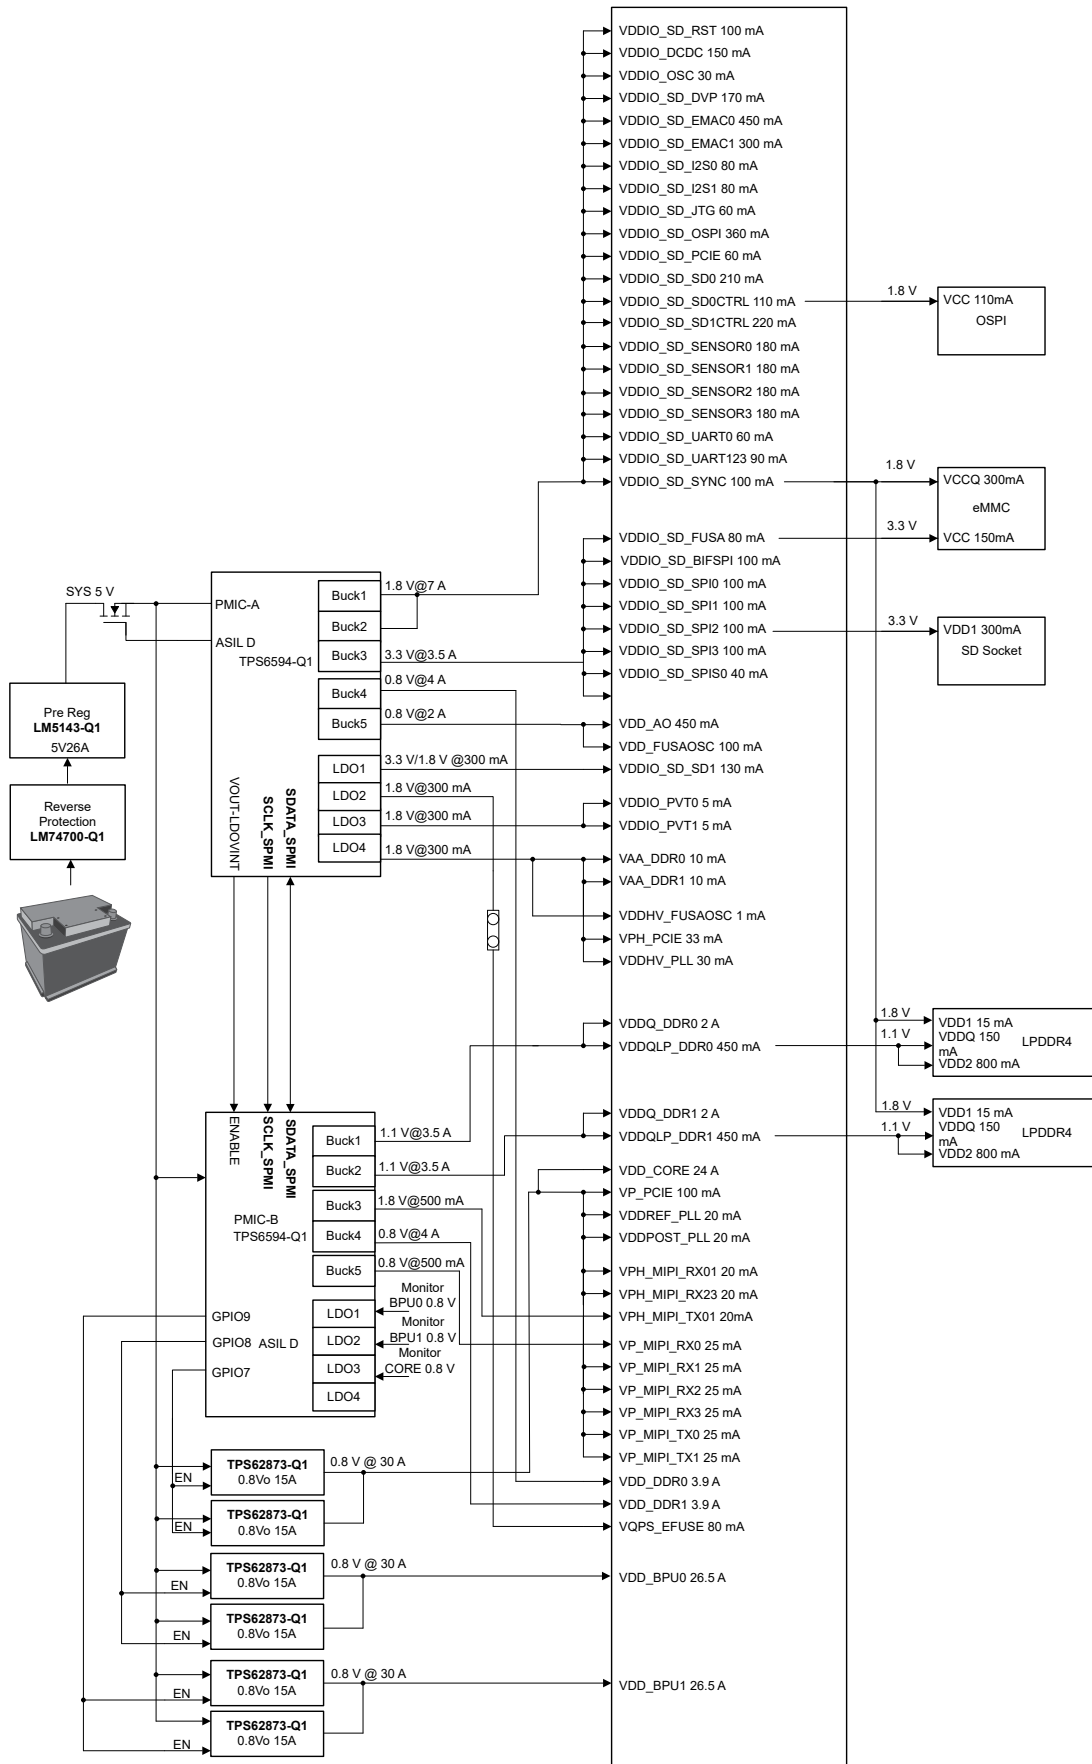 VDDIO_SD_RST 100 mA
VDDIO_DCDC 150 mA
VDDIO_OSC 30 mA
VDDIO_SD_DVP 170 mA
VDDIO_SD_EMAC0 450 mA
VDDIO_SD_EMAC1 300 mA
VDDIO_SD_I2S0 80 mA
VDDIO_SD_I2S1 80 mA
VDDIO_SD_JTG 60 mA
VDDIO_SD_OSPI 360 mA
VDDIO_SD_PCIE 60 mA
VDDIO_SD_SD0 210 mA
VDDIO_SD_SD0CTRL 110 mA
VDDIO_SD_SD1CTRL 220 mA
VDDIO_SD_SENSOR0 180 mA
VDDIO_SD_SENSOR1 180 mA
VDDIO_SD_SENSOR2 180 mA
VDDIO_SD_SENSOR3 180 mA
VDDIO_SD_UART0 60 mA
VDDIO_SD_UART123 90 mA
VDDIO_SD_SYNC 100 mA
VDDIO_SD_FUSA 80 mA
VDDIO_SD_BIFSPI 100 mA
VDDIO_SD_SPI0 100 mA
VDDIO_SD_SPI1 100 mA
VDDIO_SD_SPI2 100 mA
VDDIO_SD_SPI3 100 mA
VDDIO_SD_SPIS0 40 mA
VDD_AO 450 mA
VDD_FUSAOSC 100 mA
VDDIO_SD_SD1 130 mA
VDDIO_PVT0 5 mA
VDDIO_PVT1 5 mA
VAA_DDR0 10 mA
VAA_DDR1 10 mA
VDDHV_FUSAOSC 1 mA
VPH_PCIE 33 mA
VDDHV_PLL 30 mA
VDDQ_DDR0 2 A
VDDQLP_DDR0 450 mA
VDDQ_DDR1 2 A
VDDQLP_DDR1 450 mA
VDD_CORE 24 A
VP_PCIE 100 mA
VDDREF_PLL 20 mA
VDDPOST_PLL 20 mA
VPH_MIPI_RX01 20 mA
VPH_MIPI_RX23 20 mA
VPH_MIPI_TX01 20mA
VP_MIPI_RX0 25 mA
VP_MIPI_RX1 25 mA
VP_MIPI_RX2 25 mA
VP_MIPI_RX3 25 mA
VP_MIPI_TX0 25 mA
VP_MIPI_TX1 25 mA
VDD_DDR0 3.9 A
VDD_DDR1 3.9 A
VQPS_EFUSE 80 mA
VDD_BPU0 26.5 A
VDD_BPU1 26.5 A
1.8 V
VCC 110mA
OSPI
1.8 V
VCCQ 300mA
eMMC
3.3 V
VCC 150mA
3.3 V
VDD1 300mA
SD Socket
1.8 V
1.1 V
VDD1 15 mA
VDDQ 150
mA
VDD2 800 mA
LPDDR4
1.8 V
1.1 V
VDD1 15 mA
VDDQ 150
mA
VDD2 800 mA
LPDDR4
SYS 5 V
Pre Reg
LM5143-Q1
5V26A
Reverse
Protection
LM74700-Q1
PMIC-A
ASIL D
TPS6594-Q1
VOUT-LDOVINT
SCLK_SPMI
SDATA_SPMI
Buck1
Buck2
Buck3
Buck4
Buck5
LDO1
LDO2
LDO3
LDO4
1.8 V@7 A
3.3 V@3.5 A
0.8 V@4 A
0.8 V@2 A
3.3 V/1.8 V @300 mA
1.8 V@300 mA
1.8 V@300 mA
1.8 V@300 mA
ENABLE
SCLK_SPMI
SDATA_SPMI
PMIC-B
TPS6594-Q1
GPIO9
GPIO8
ASIL D
GPIO7
Buck1
Buck2
Buck3
Buck4
Buck5
LDO1
LDO2
LDO3
LDO4
1.1 V@3.5 A
1.1 V@3.5 A
1.8 V@500 mA
0.8 V@4 A
0.8 V@500 mA
Monitor
BPU0 0.8 V
Monitor
BPU1 0.8 V
Monitor
CORE 0.8 V
EN
TPS62873-Q1
0.8Vo 15A
0.8 V @ 30 A
EN
TPS62873-Q1
0.8Vo 15A
EN
TPS62873-Q1
0.8Vo 15A
0.8 V @ 30 A
EN
TPS62873-Q1
0.8Vo 15A
EN
TPS62873-Q1
0.8Vo 15A
0.8 V @ 30 A
EN
TPS62873-Q1
0.8Vo 15A